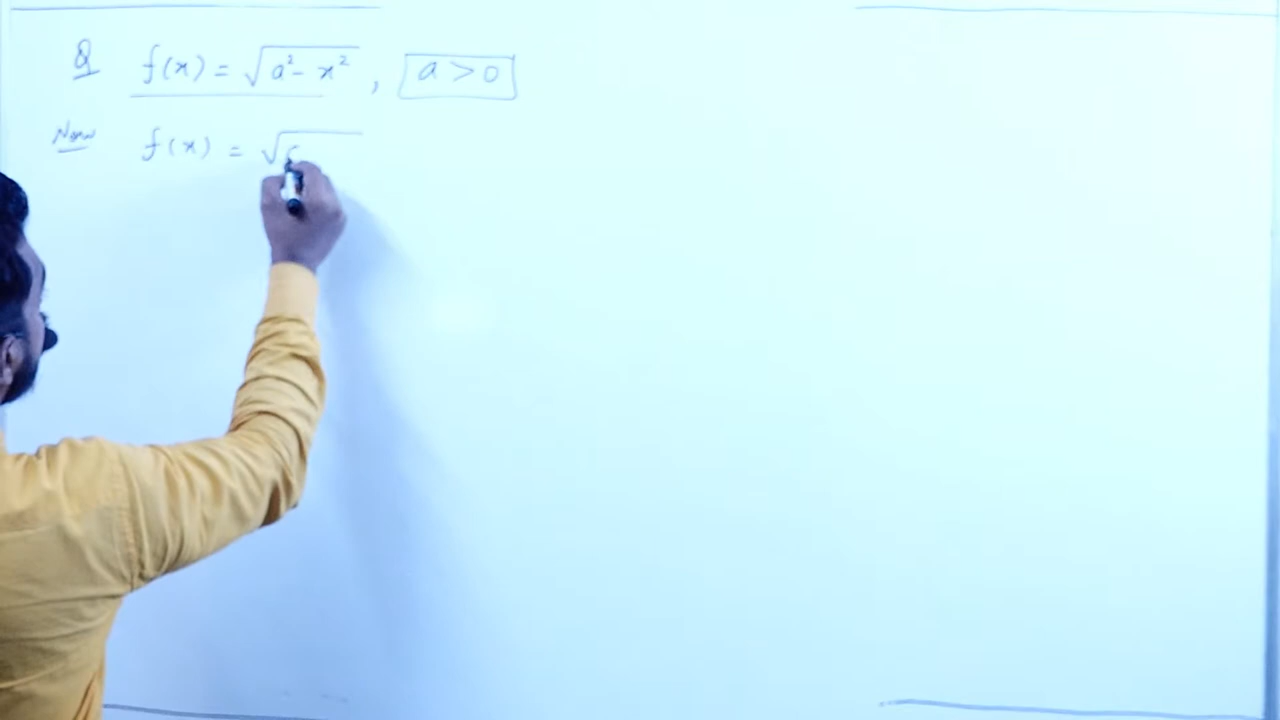 Q f(x) = √(a² - x²) , a > 0
Now f(x) = √